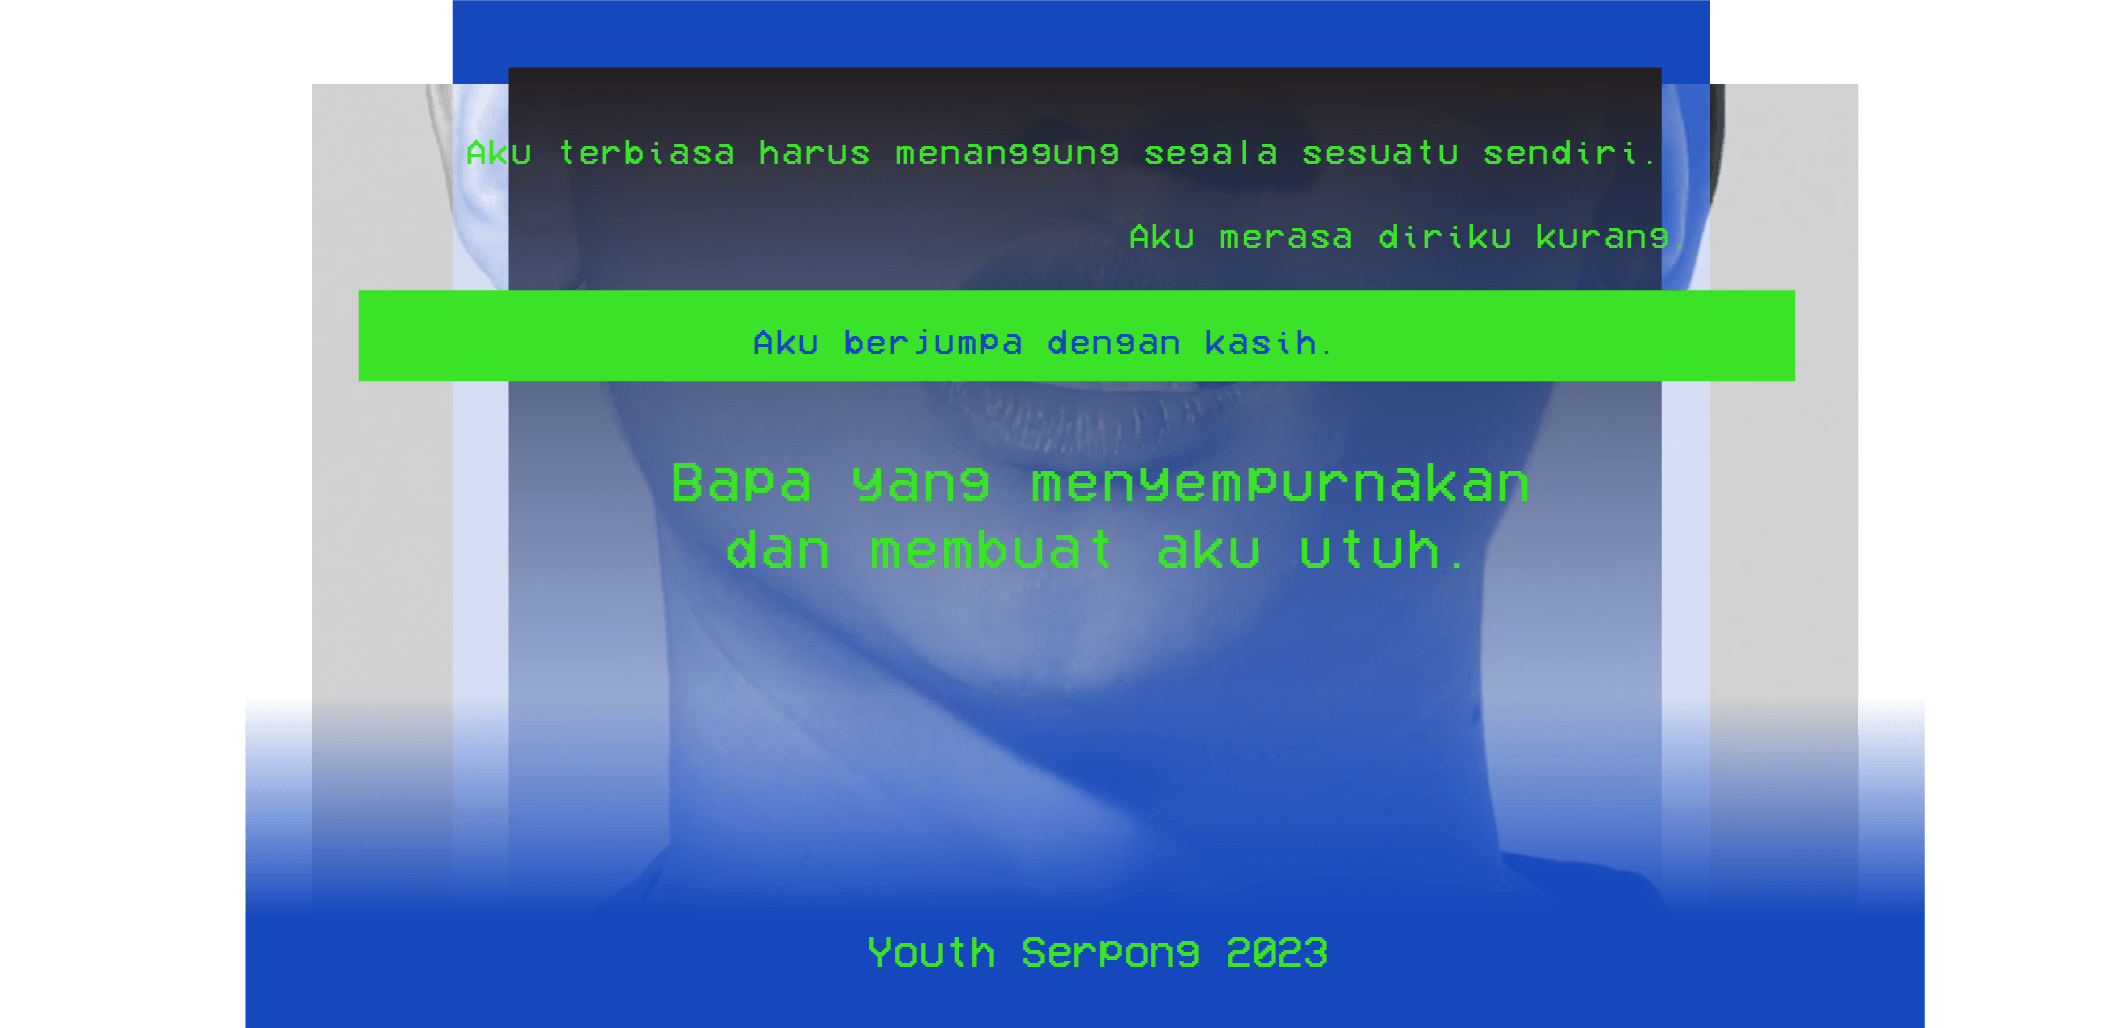 Aku terbiasa harus menanggung segala sesuatu sendiri.
Aku merasa diriku kurang.
Aku berjumpa dengan kasih.
Bapa yang menyempurnakan
dan membuat aku utuh.
Youth Serpong 2023